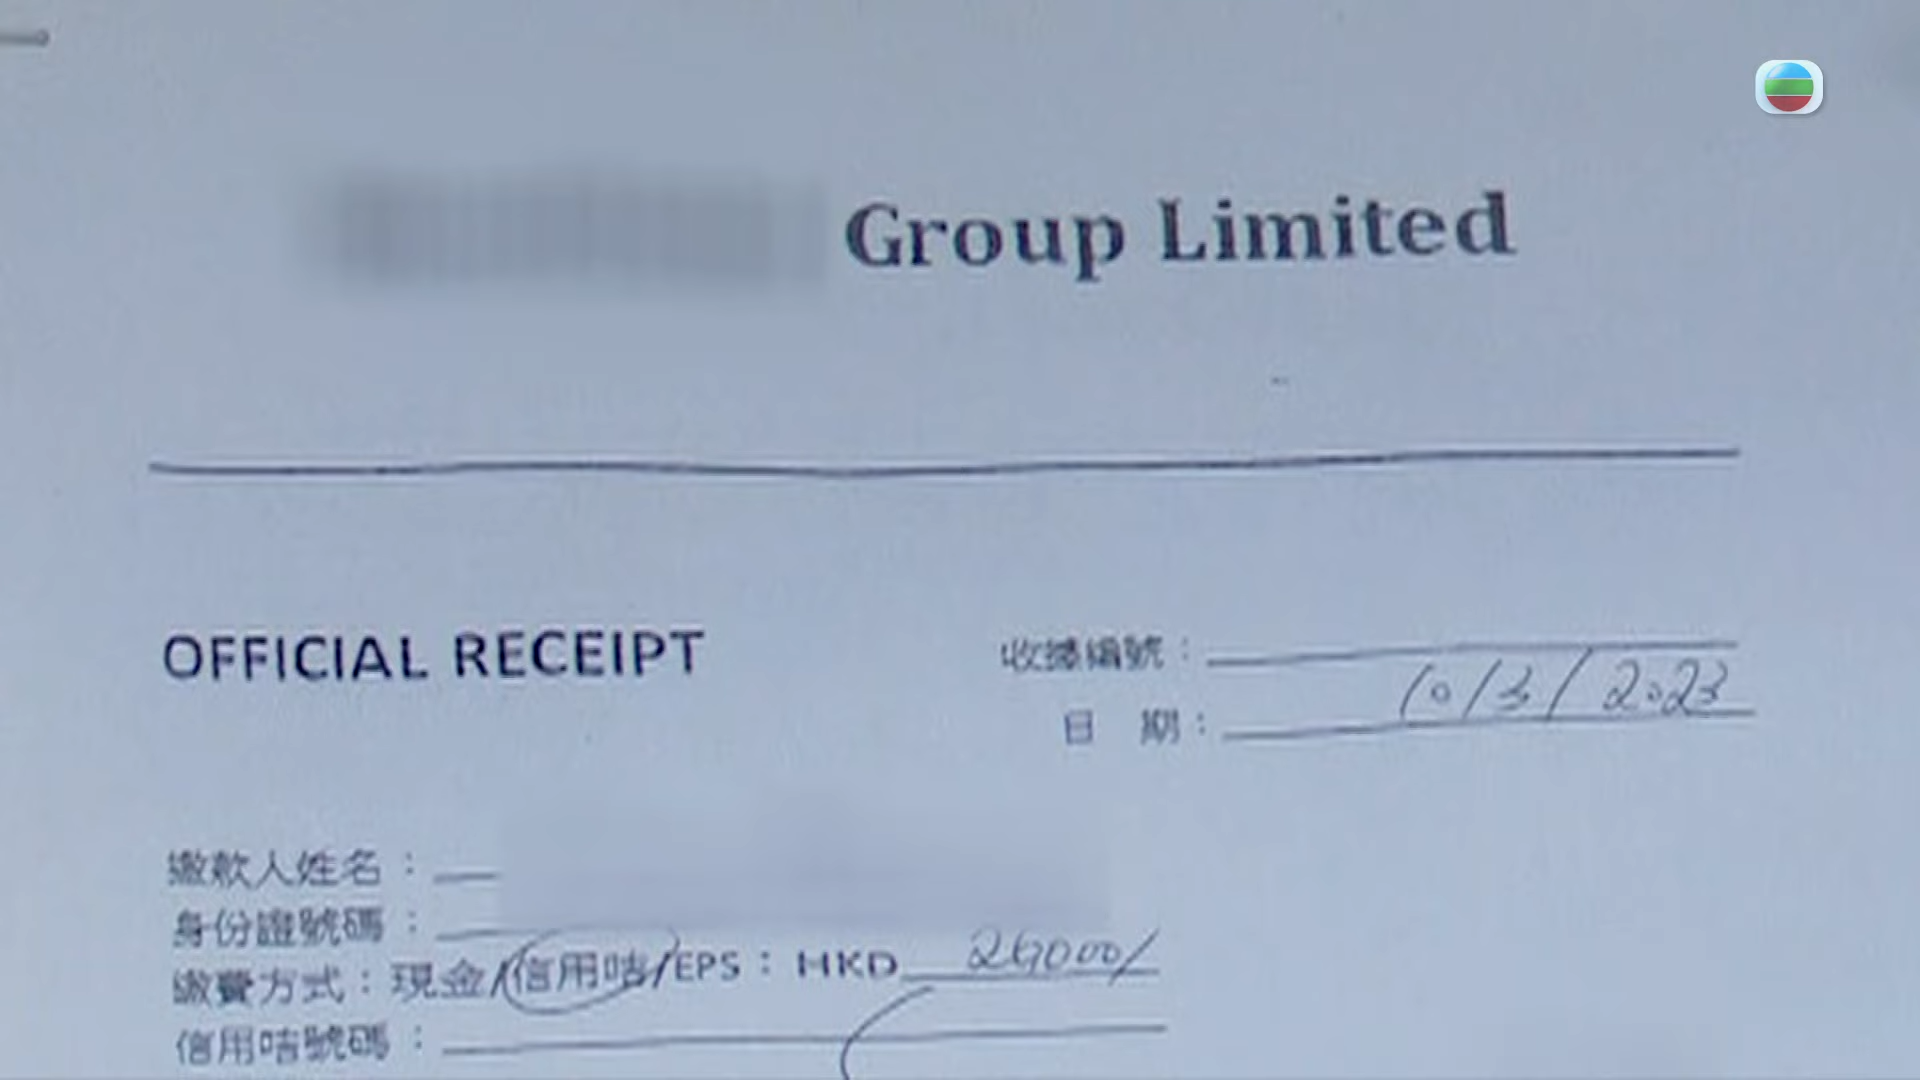 Group Limited
OFFICIAL RECEIPT
收據編號：
日 期： 10/3/2023
繳款人姓名：
身份證號碼：
繳費方式：現金/信用咭/EPS：HKD 29000/
信用咭號碼：